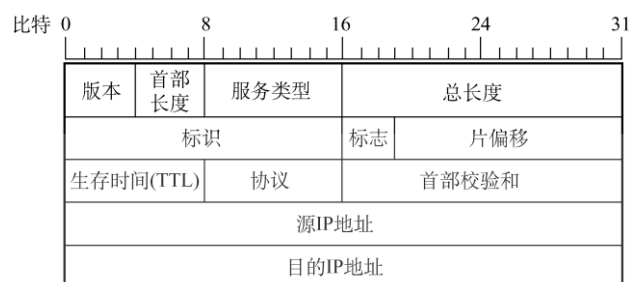 比特 0 8 16 24 31
版本 首部长度 服务类型 总长度
标识 标志 片偏移
生存时间(TTL) 协议 首部校验和
源IP地址
目的IP地址